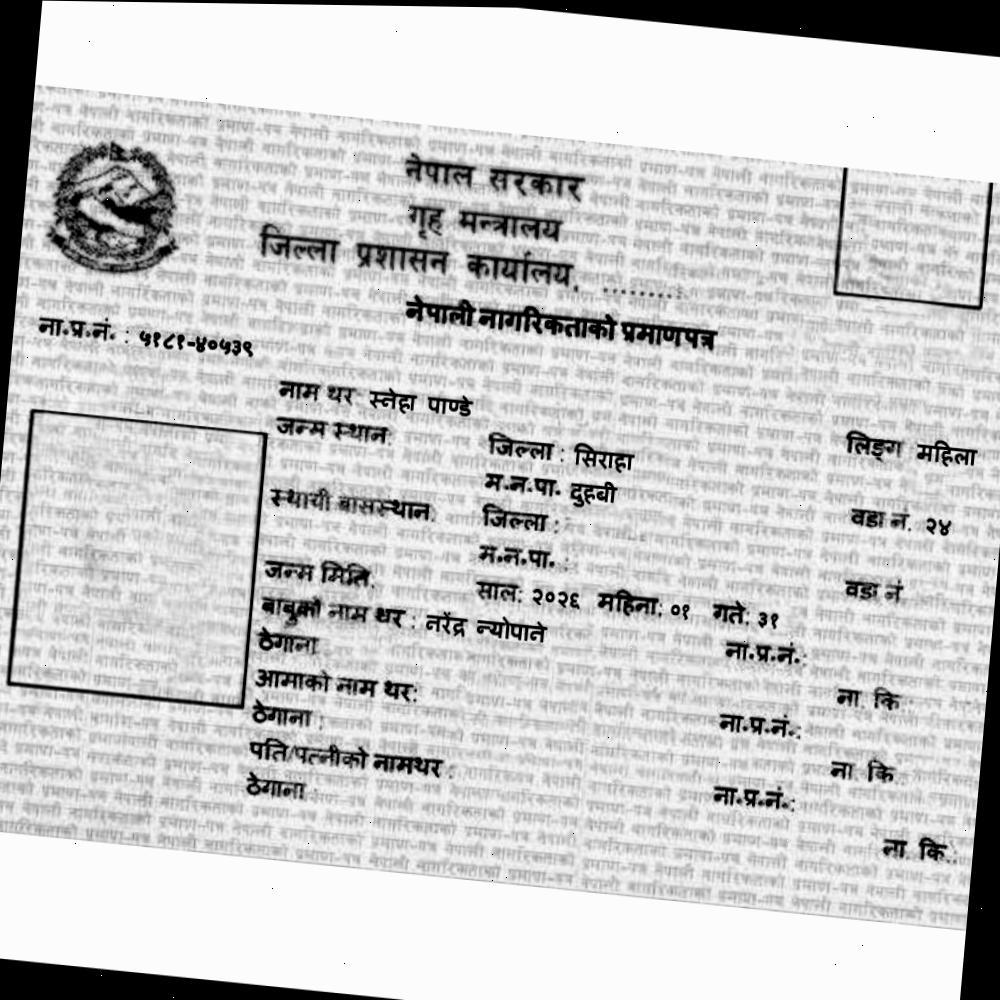 नेपाल सरकार
गृह मन्त्रालय
जिल्ला प्रशासन कार्यालय, .........
नेपाली नागरिकताको प्रमाणपत्र
ना.प्र.नं. : ५१८१-४०५३९
नाम थर स्नेहा पाण्डे
लिङ्ग महिला
जन्म स्थान: जिल्ला : सिराहा
म.न.पा. दुहबी वडा नं. २४
स्थायी बासस्थान: जिल्ला :
म.न.पा. : वडा नं
जन्म मिति, साल: २०२६ महिना: ०१ गते: ३१
बाबुको नाम थर : नरेंद्र न्योपाने ना.प्र.नं.:
ठेगाना : ना. कि.:
आमाको नाम थर: ना.प्र.नं.:
ठेगाना : ना. कि.:
पति/पत्नीको नामथर : ना.प्र.नं.:
ठेगाना : ना. कि.: